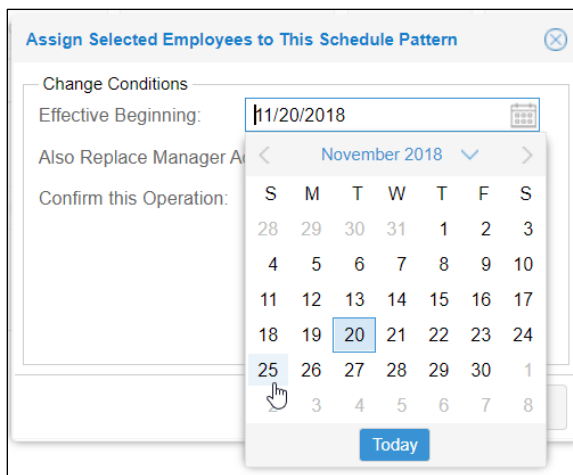 Assign Selected Employees to This Schedule Pattern
Change Conditions
Effective Beginning: 11/20/2018
Also Replace Manager
November 2018
Confirm this Operation:
S M T W T F S
28 29 30 31 1 2 3
4 5 6 7 8 9 10
11 12 13 14 15 16 17
18 19 20 21 22 23 24
25 26 27 28 29 30 1
2 3 4 5 6 7 8
Today